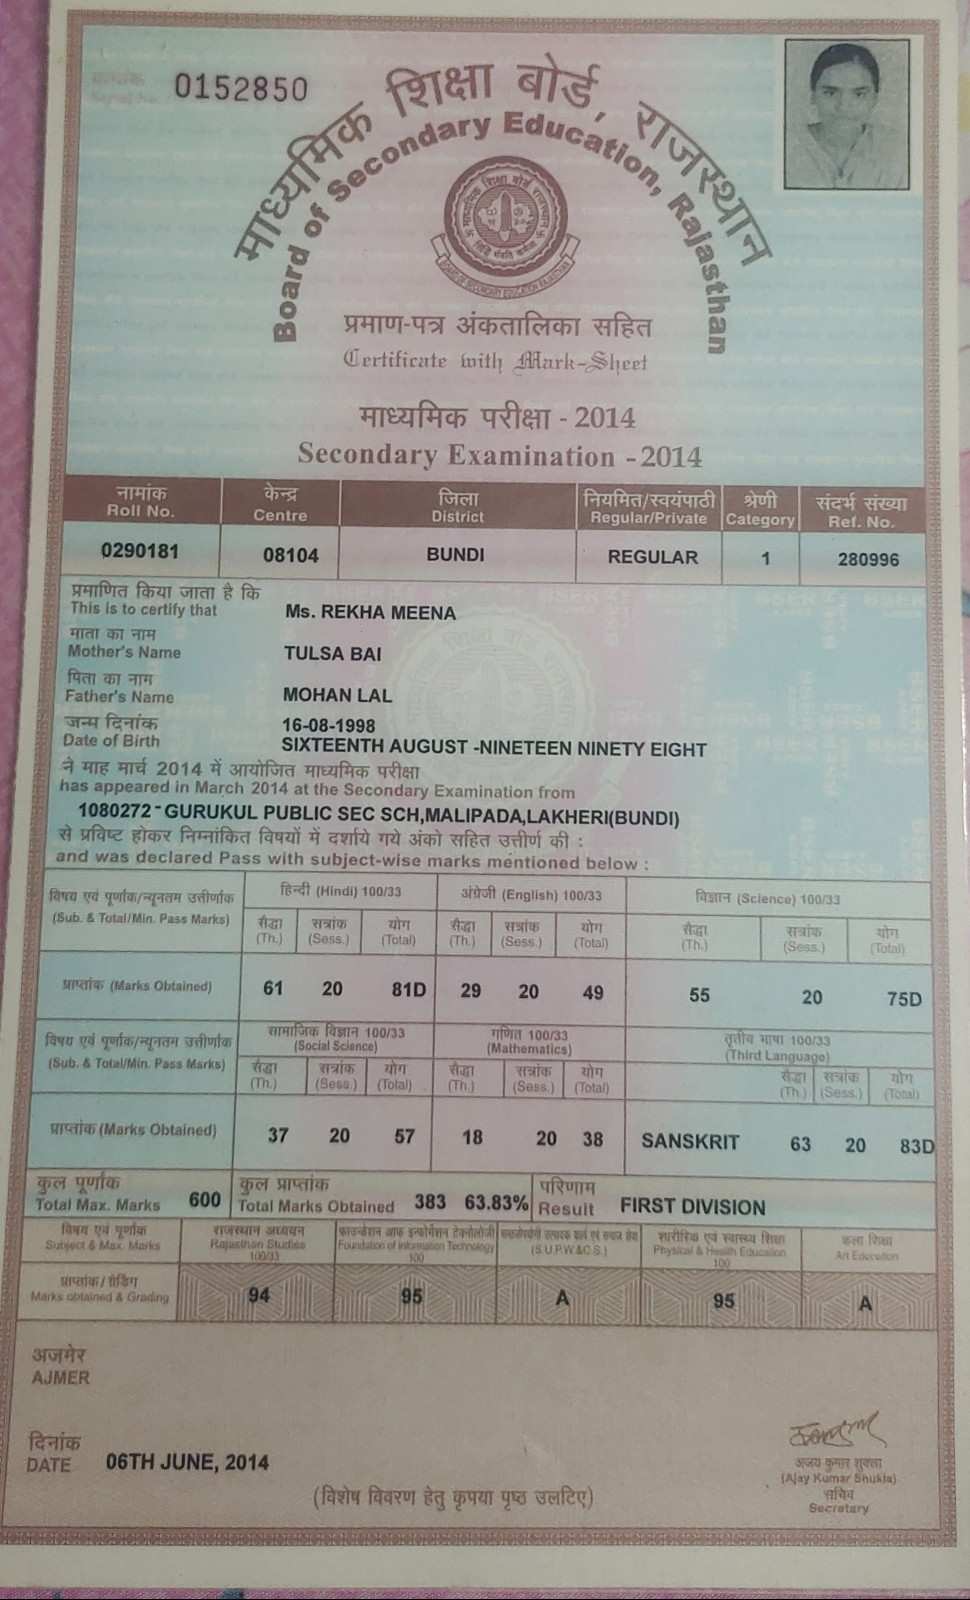 0152850
माध्यमिक शिक्षा बोर्ड, राजस्थान
Board of Secondary Education, Rajasthan
प्रमाण-पत्र अंकतालिका सहित
Certificate with Mark-Sheet
माध्यमिक परीक्षा - 2014
Secondary Examination - 2014
नामांक केन्द्र जिला नियमित/स्वयंपाठी श्रेणी संदर्भ संख्या
Roll No. Centre District Regular/Private Category Ref. No.
0290181 08104 BUNDI REGULAR 1 280996
प्रमाणित किया जाता है कि
This is to certify that Ms. REKHA MEENA
माता का नाम
Mother's Name TULSA BAI
पिता का नाम
Father's Name MOHAN LAL
जन्म दिनांक 16-08-1998
Date of Birth SIXTEENTH AUGUST -NINETEEN NINETY EIGHT
ने माह मार्च 2014 में आयोजित माध्यमिक परीक्षा
has appeared in March 2014 at the Secondary Examination from
1080272 - GURUKUL PUBLIC SEC SCH,MALIPADA,LAKHERI(BUNDI)
से प्रविष्ट होकर निम्नांकित विषयों में दर्शाये गये अंको सहित उत्तीर्ण की :
and was declared Pass with subject-wise marks mentioned below :
विषय एवं पूर्णांक/न्यूनतम उत्तीर्णांक हिन्दी (Hindi) 100/33 अंग्रेजी (English) 100/33 विज्ञान (Science) 100/33
(Sub. & Total/Min. Pass Marks) सैद्धा सत्रांक योग सैद्धा सत्रांक योग सैद्धा सत्रांक योग
(Th.) (Sess.) (Total) (Th.) (Sess.) (Total) (Th.) (Sess.) (Total)
प्राप्तांक (Marks Obtained) 61 20 81D 29 20 49 55 20 75D
विषय एवं पूर्णांक/न्यूनतम उत्तीर्णांक सामाजिक विज्ञान 100/33 गणित 100/33 तृतीय भाषा 100/33
(Sub. & Total/Min. Pass Marks) (Social Science) (Mathematics) (Third Language)
सैद्धा सत्रांक योग सैद्धा सत्रांक योग सैद्धा सत्रांक योग
(Th.) (Sess.) (Total) (Th.) (Sess.) (Total) (Th.) (Sess.) (Total)
प्राप्तांक (Marks Obtained) 37 20 57 18 20 38 SANSKRIT 63 20 83D
कुल पूर्णांक कुल प्राप्तांक परिणाम
Total Max. Marks 600 Total Marks Obtained 383 63.83% Result FIRST DIVISION
विषय एवं पूर्णांक राजस्थान अध्ययन फाउन्डेशन आफ इन्फोर्मेशन टेक्नोलोजी शारीरिक एवं स्वास्थ्य शिक्षा कला शिक्षा
Subject & Max. Marks Rajasthan Studies Foundation of Information Technology (S.U.P.W.&C.S.) Physical & Health Education Art Education
100/33 100 100
प्राप्तांक / ग्रेडिंग
Marks obtained & Grading 94 95 A 95 A
अजमेर
AJMER
दिनांक
DATE 06TH JUNE, 2014
अजय कुमार शुक्ला
(Ajay Kumar Shukla)
सचिव
Secretary
(विशेष विवरण हेतु कृपया पृष्ठ उलटिए)